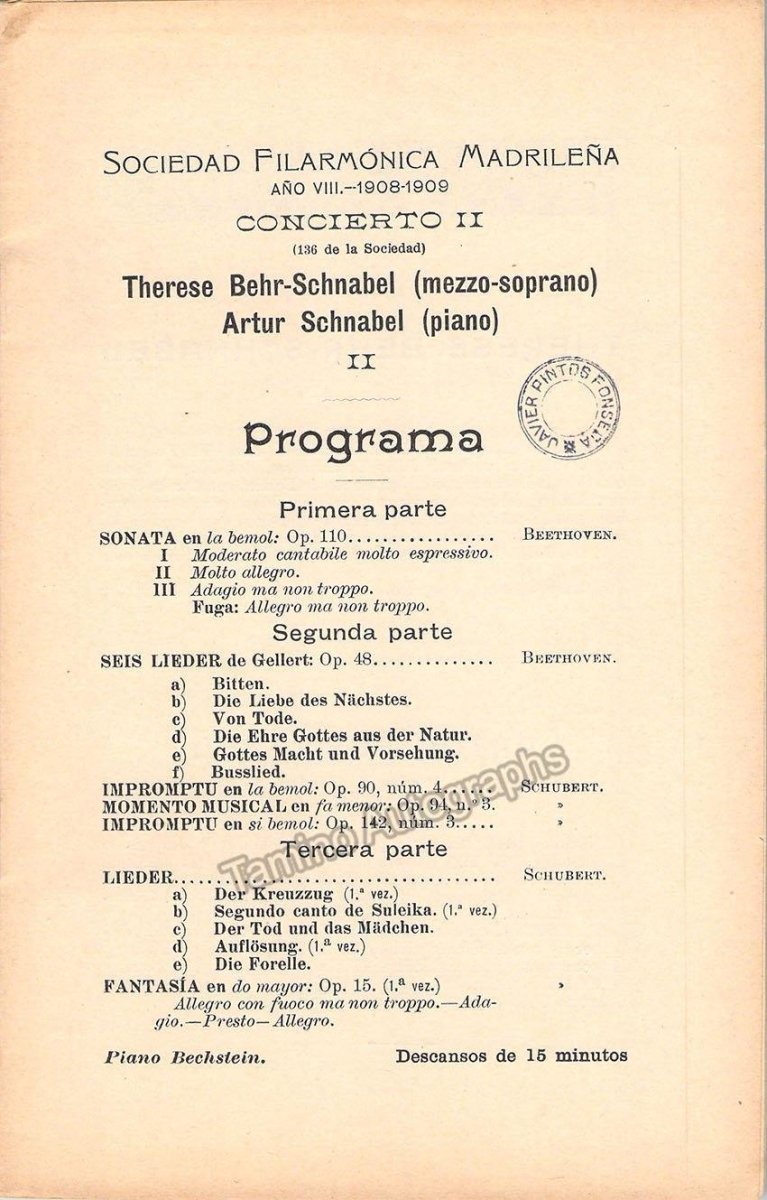 SOCIEDAD FILARMÓNICA MADRILEÑA
AÑO VIII.--1908-1909
CONCIERTO II
(136 de la Sociedad)
Therese Behr-Schnabel (mezzo-soprano)
Artur Schnabel (piano)
II
JAVIER PINTOS FONSECA
Programa
Primera parte
SONATA en la bemol: Op. 110................. BEETHOVEN.
I Moderato cantabile molto espressivo.
II Molto allegro.
III Adagio ma non troppo.
Fuga: Allegro ma non troppo.
Segunda parte
SEIS LIEDER de Gellert: Op. 48.............. BEETHOVEN.
a) Bitten.
b) Die Liebe des Nächstes.
c) Von Tode.
d) Die Ehre Gottes aus der Natur.
e) Gottes Macht und Vorsehung.
f) Busslied.
IMPROMPTU en la bemol: Op. 90, núm. 4...... SCHUBERT.
MOMENTO MUSICAL en fa menor: Op. 94, n.º 3. »
IMPROMPTU en si bemol: Op. 142, núm. 3..... »
Tamino Autographs
Tercera parte
LIEDER..................................... SCHUBERT.
a) Der Kreuzzug (1.ª vez.)
b) Segundo canto de Suleika. (1.ª vez.)
c) Der Tod und das Mädchen.
d) Auflösung. (1.ª vez.)
e) Die Forelle.
FANTASÍA en do mayor: Op. 15. (1.ª vez.) »
Allegro con fuoco ma non troppo.—Ada-
gio.—Presto—Allegro.
Piano Bechstein. Descansos de 15 minutos